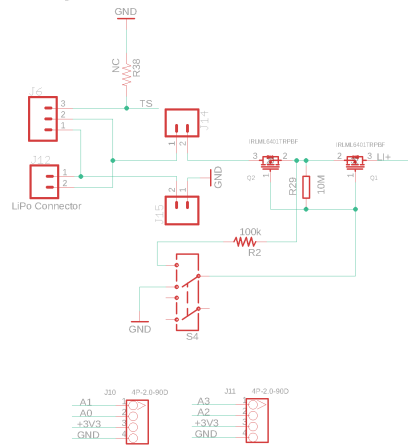 GND
NC
R38
J6
3
2
1
TS
J14
1
2
J12
1
2
LiPo Connector
2
1
GND
J15
IRLML6401TRPBF
3
2
1
Q2
R29
10M
IRLML6401TRPBF
2
3
LI+
1
100k
R2
GND
S4
J10
4P-2.0-90D
A1
1
A0
2
+3V3
3
GND
4
J11
4P-2.0-90D
A3
1
A2
2
+3V3
3
GND
4